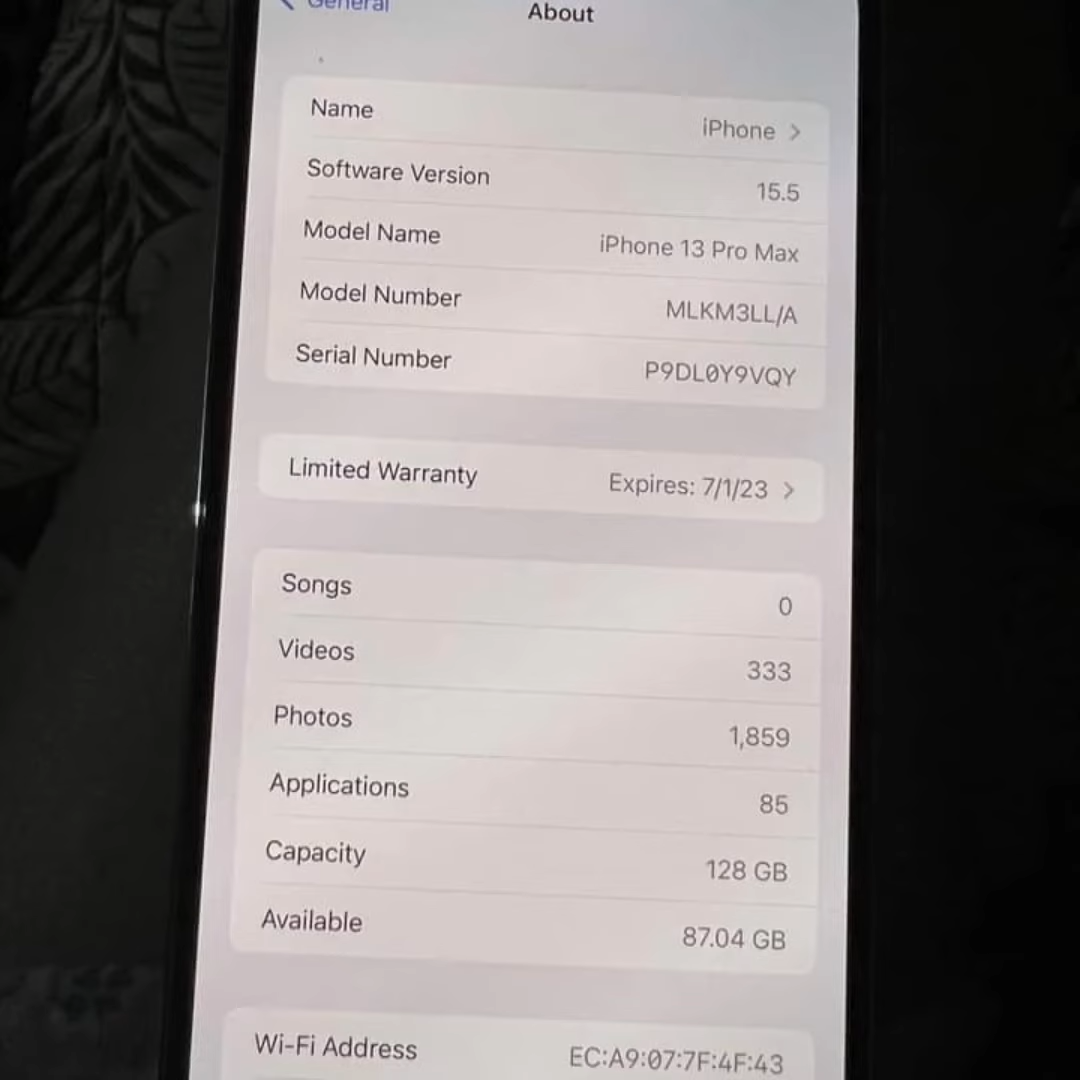 General
About
Name iPhone
Software Version 15.5
Model Name iPhone 13 Pro Max
Model Number MLKM3LL/A
Serial Number P9DL0Y9VQY
Limited Warranty Expires: 7/1/23
Songs 0
Videos 333
Photos 1,859
Applications 85
Capacity 128 GB
Available 87.04 GB
Wi-Fi Address EC:A9:07:7F:4F:43